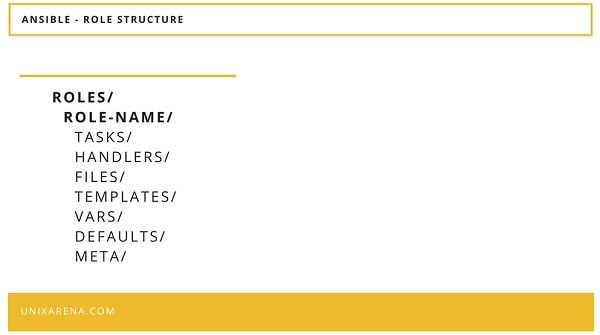 ANSIBLE - ROLE STRUCTURE
ROLES/
ROLE-NAME/
TASKS/
HANDLERS/
FILES/
TEMPLATES/
VARS/
DEFAULTS/
META/
UNIXARENA.COM